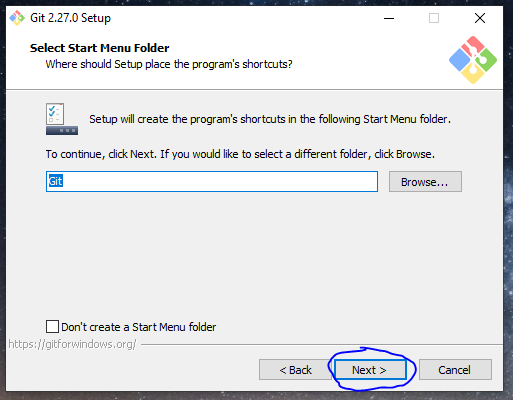 Git 2.27.0 Setup
Select Start Menu Folder
Where should Setup place the program's shortcuts?
Setup will create the program's shortcuts in the following Start Menu folder.
To continue, click Next. If you would like to select a different folder, click Browse.
Git
Browse...
Don't create a Start Menu folder
https://gitforwindows.org/
< Back
Next >
Cancel